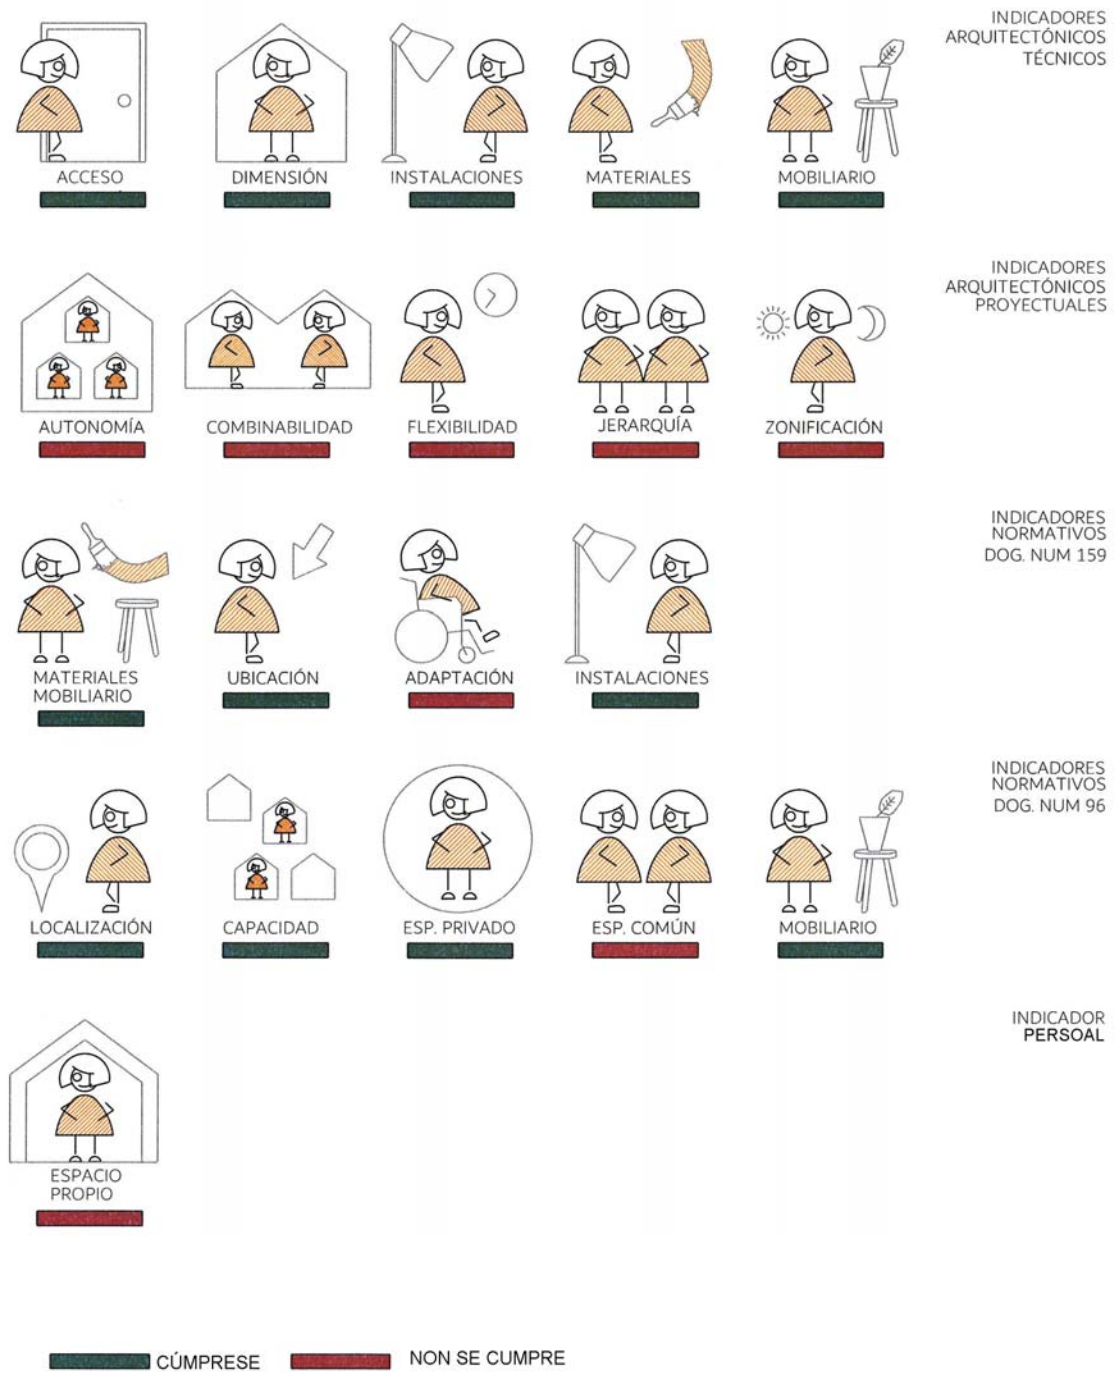 INDICADORES
ARQUITECTÓNICOS
TÉCNICOS
ACCESO
DIMENSIÓN
INSTALACIONES
MATERIALES
MOBILIARIO
INDICADORES
ARQUITECTÓNICOS
PROYECTUALES
AUTONOMÍA
COMBINABILIDAD
FLEXIBILIDAD
JERARQUÍA
ZONIFICACIÓN
INDICADORES
NORMATIVOS
DOG. NUM 159
MATERIALES
MOBILIARIO
UBICACIÓN
ADAPTACIÓN
INSTALACIONES
INDICADORES
NORMATIVOS
DOG. NUM 96
LOCALIZACIÓN
CAPACIDAD
ESP. PRIVADO
ESP. COMÚN
MOBILIARIO
INDICADOR
PERSOAL
ESPACIO
PROPIO
CÚMPRESE
NON SE CUMPRE